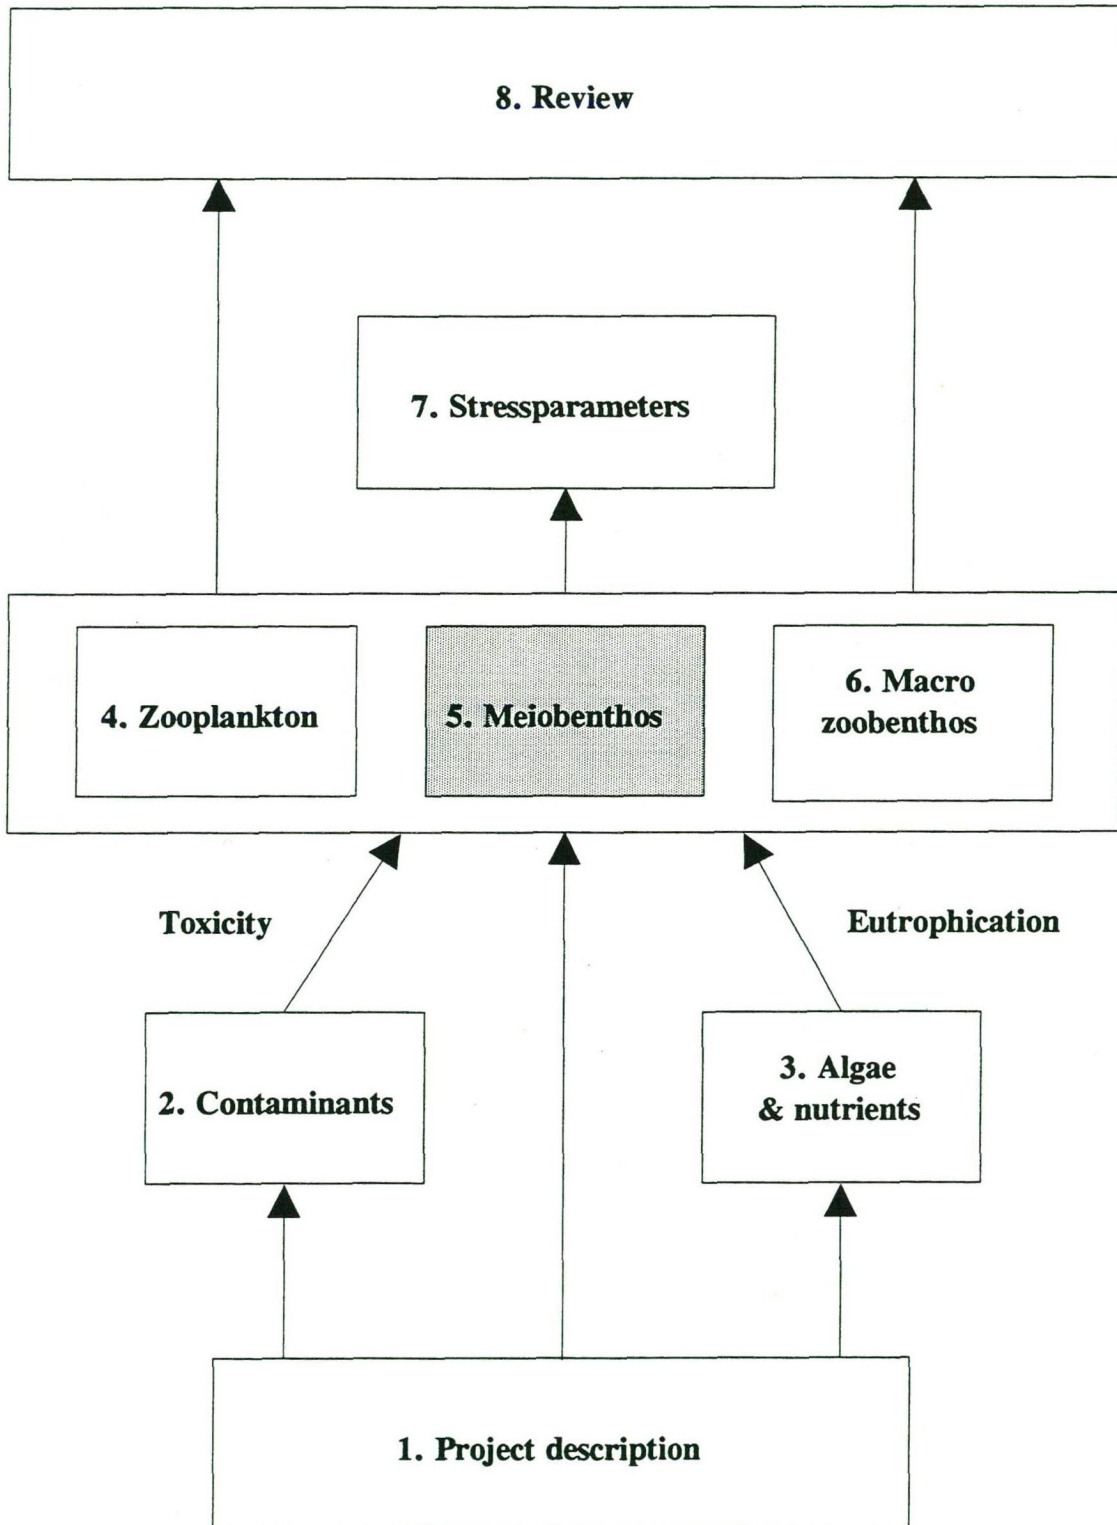 8. Review
7. Stressparameters
4. Zooplankton
5. Meiobenthos
6. Macro
zoobenthos
Toxicity
Eutrophication
2. Contaminants
3. Algae
& nutrients
1. Project description